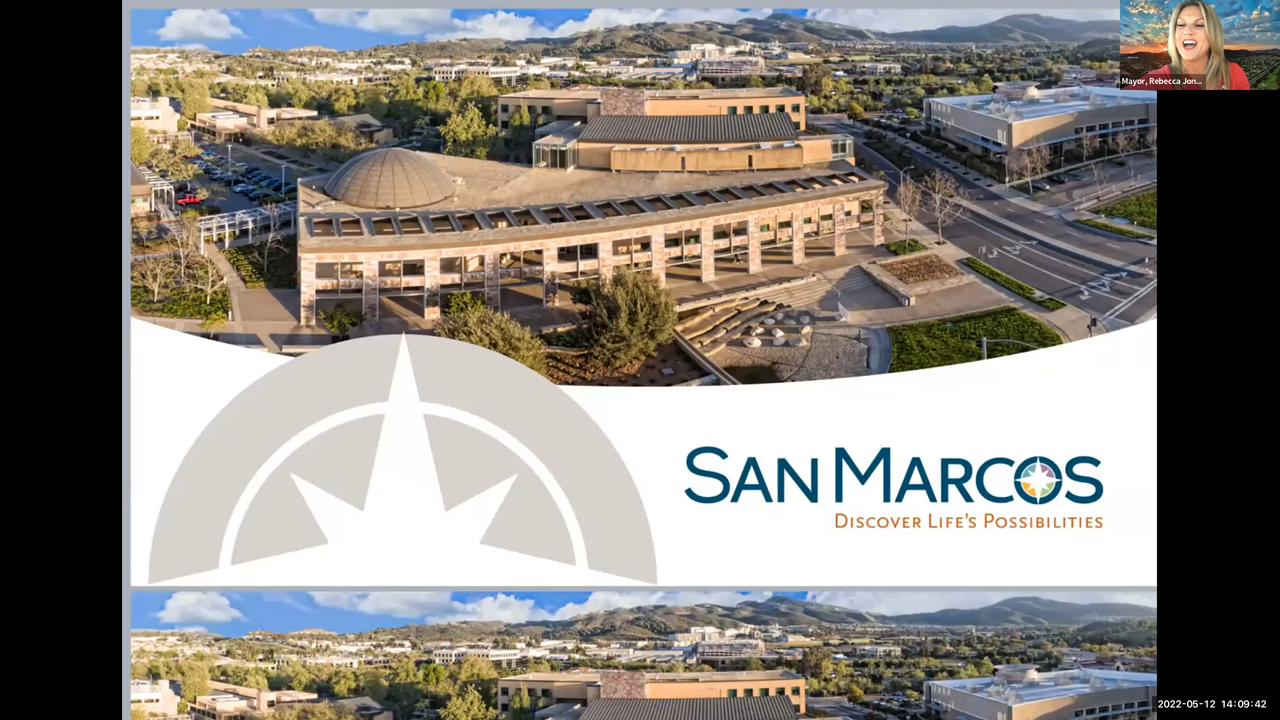 Mayor, Rebecca Jon...
SAN MARCOS
DISCOVER LIFE'S POSSIBILITIES
2022-05-12 14:09:42